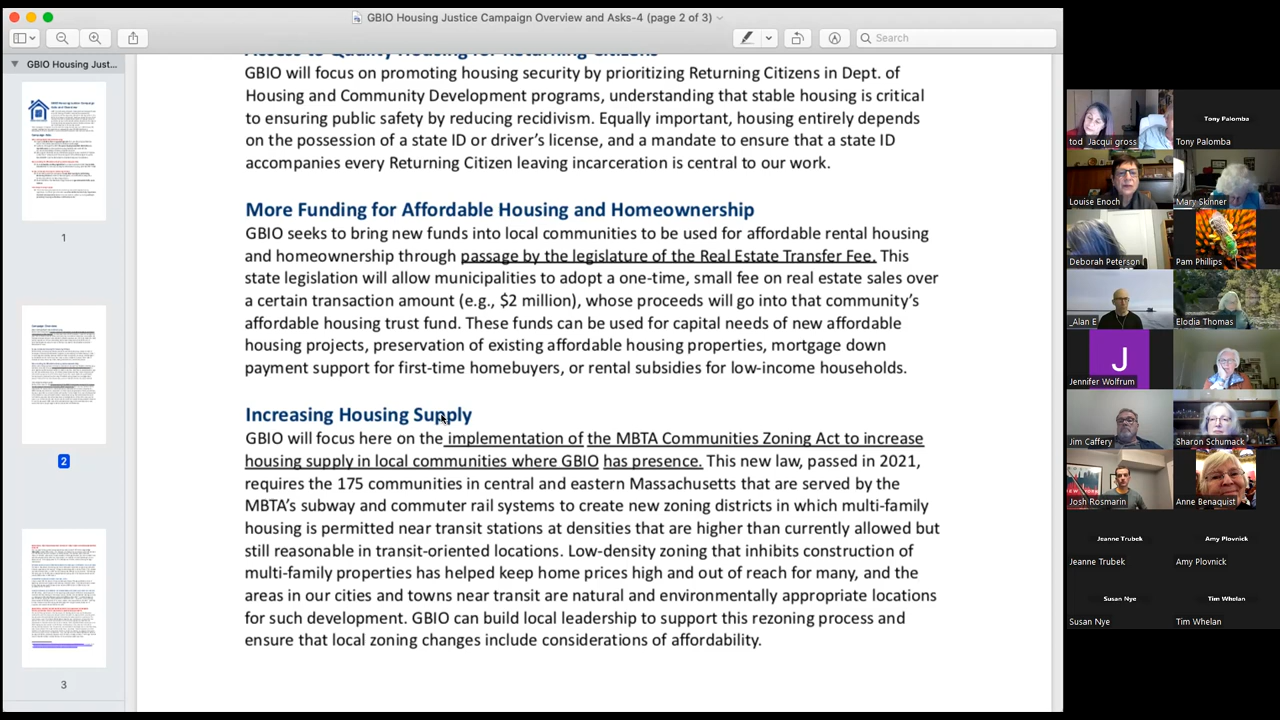 GBIO Housing Justice Campaign Overview and Asks-4 (page 2 of 3)
Search
GBIO Housing Just...
1
2
3
Access to Quality Housing for Returning Citizens
GBIO will focus on promoting housing security by prioritizing Returning Citizens in Dept. of
Housing and Community Development programs, understanding that stable housing is critical
to ensuring public safety by reducing recidivism. Equally important, housing entirely depends
on the possession of a state ID or driver's license, and a mandate to ensure that a state ID
accompanies every Returning Citizen leaving incarceration is central to our work.
More Funding for Affordable Housing and Homeownership
GBIO seeks to bring new funds into local communities to be used for affordable rental housing
and homeownership through passage by the legislature of the Real Estate Transfer Fee. This
state legislation will allow municipalities to adopt a one-time, small fee on real estate sales over
a certain transaction amount (e.g., $2 million), whose proceeds will go into that community's
affordable housing trust fund. These funds can be used for capital needs of new affordable
housing projects, preservation of existing affordable housing properties, mortgage down
payment support for first-time homebuyers, or rental subsidies for low-income households.
Increasing Housing Supply
GBIO will focus here on the implementation of the MBTA Communities Zoning Act to increase
housing supply in local communities where GBIO has presence. This new law, passed in 2021,
requires the 175 communities in central and eastern Massachusetts that are served by the
MBTA's subway and commuter rail systems to create new zoning districts in which multi-family
housing is permitted near transit stations at densities that are higher than currently allowed but
still reasonable in transit-oriented locations. Low-density zoning that inhibits construction of
multi-family properties has helped keep home prices high and out of reach for many, and the
areas in our cities and towns near transit are natural and environmentally appropriate locations
for such development. GBIO can build local leadership to support this rezoning process and
ensure that local zoning changes include considerations of affordability.
tod Jacqui gross
Tony Palomba
Tony Palomba
Louise Enoch
Mary Skinner
Deborah Peterson (
Pam Phillips
_Alan E
Elodia Thomas
J
Jennifer Wolfrum
Jim Caffery
Sharon Schumack
Josh Rosmarin
Anne Benaquist
Jeanne Trubek
Amy Plovnick
Jeanne Trubek
Amy Plovnick
Susan Nye
Tim Whelan
Susan Nye
Tim Whelan